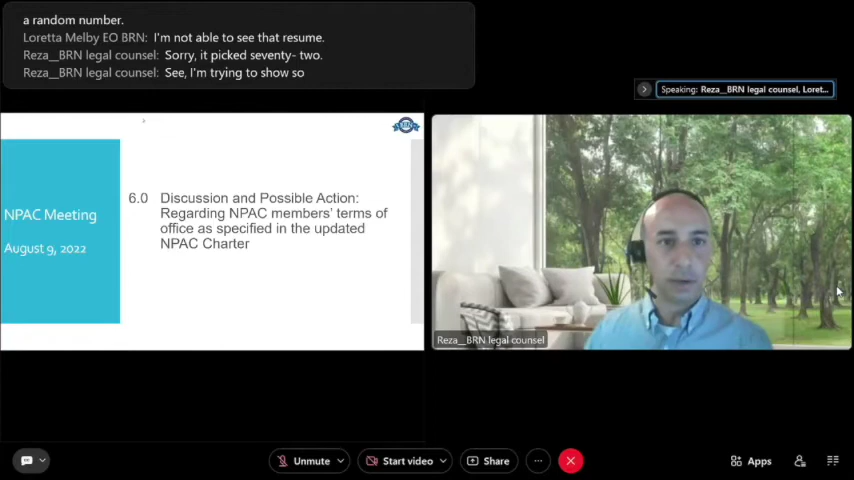 a random number.
Loretta Melby EO BRN: I'm not able to see that resume.
Reza__BRN legal counsel: Sorry, it picked seventy- two.
Reza__BRN legal counsel: See, I'm trying to show so
Speaking: Reza__BRN legal counsel, Loret...
NPAC Meeting
August 9, 2022
6.0 Discussion and Possible Action:
Regarding NPAC members' terms of
office as specified in the updated
NPAC Charter
Reza__BRN legal counsel
Unmute
Start video
Share
Apps